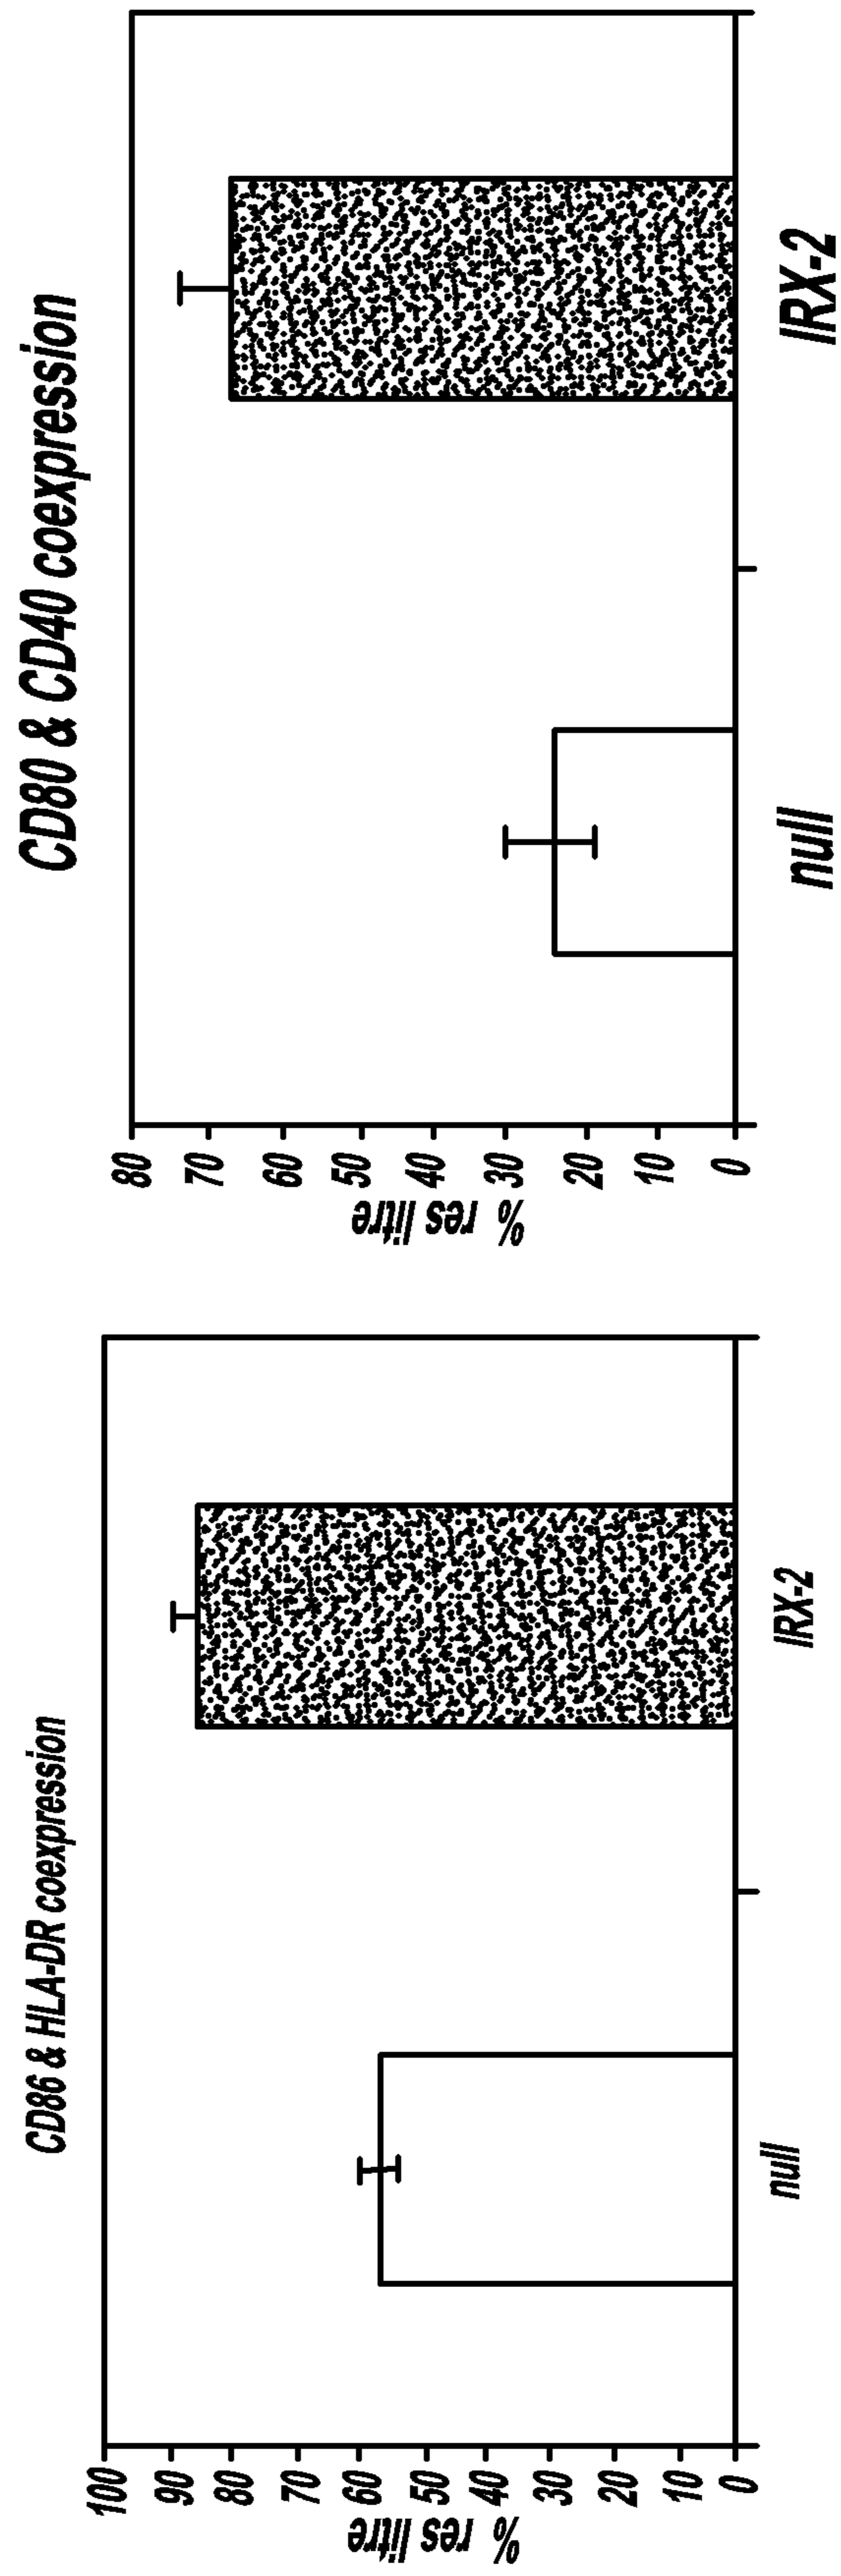 CD86 & HLA-DR coexpression
% res litre
100
90
80
70
60
50
40
30
20
10
0
null
IRX-2
CD80 & CD40 coexpression
% res litre
80
70
60
50
40
30
20
10
0
null
IRX-2